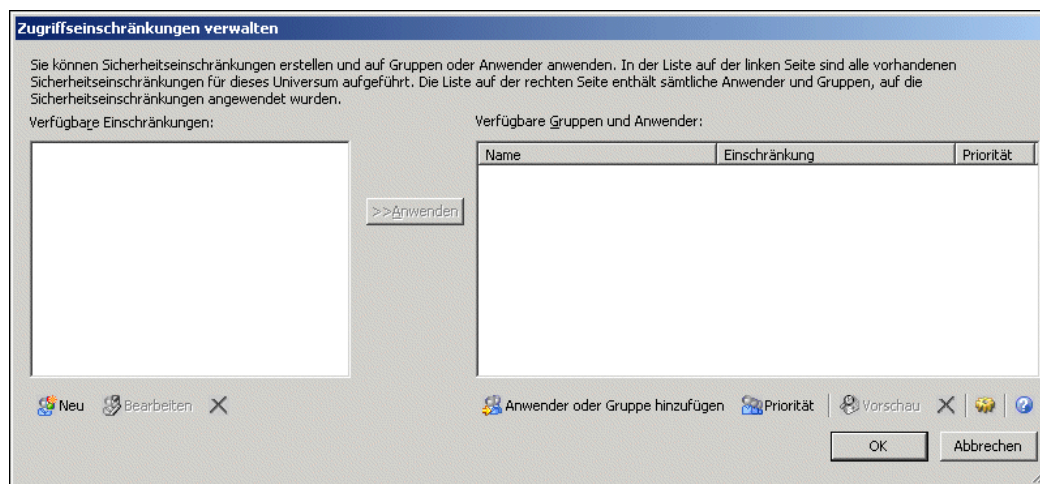 Zugriffseinschränkungen verwalten
Sie können Sicherheitseinschränkungen erstellen und auf Gruppen oder Anwender anwenden. In der Liste auf der linken Seite sind alle vorhandenen
Sicherheitseinschränkungen für dieses Universum aufgeführt. Die Liste auf der rechten Seite enthält sämtliche Anwender und Gruppen, auf die
Sicherheitseinschränkungen angewendet wurden.
Verfügbare Einschränkungen:
Verfügbare Gruppen und Anwender:
Name Einschränkung Priorität
>>Anwenden
Neu Bearbeiten
Anwender oder Gruppe hinzufügen Priorität Vorschau
OK Abbrechen